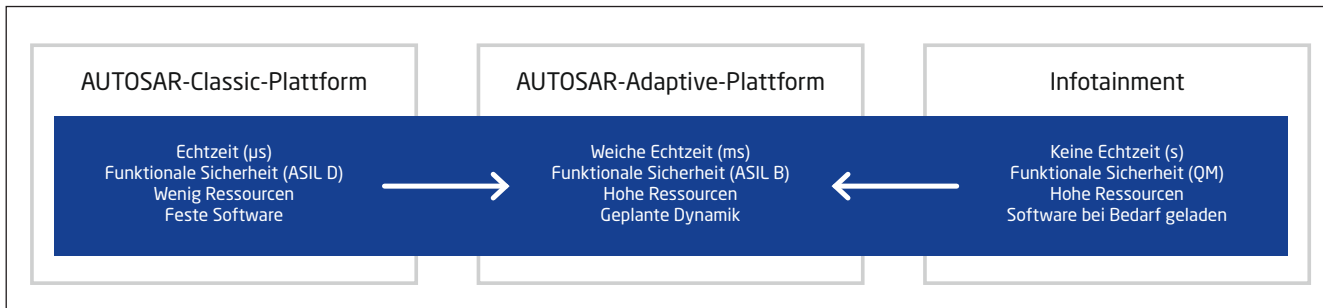 AUTOSAR-Classic-Plattform
Echtzeit (µs)
Funktionale Sicherheit (ASIL D)
Wenig Ressourcen
Feste Software
AUTOSAR-Adaptive-Plattform
Weiche Echtzeit (ms)
Funktionale Sicherheit (ASIL B)
Hohe Ressourcen
Geplante Dynamik
Infotainment
Keine Echtzeit (s)
Funktionale Sicherheit (QM)
Hohe Ressourcen
Software bei Bedarf geladen